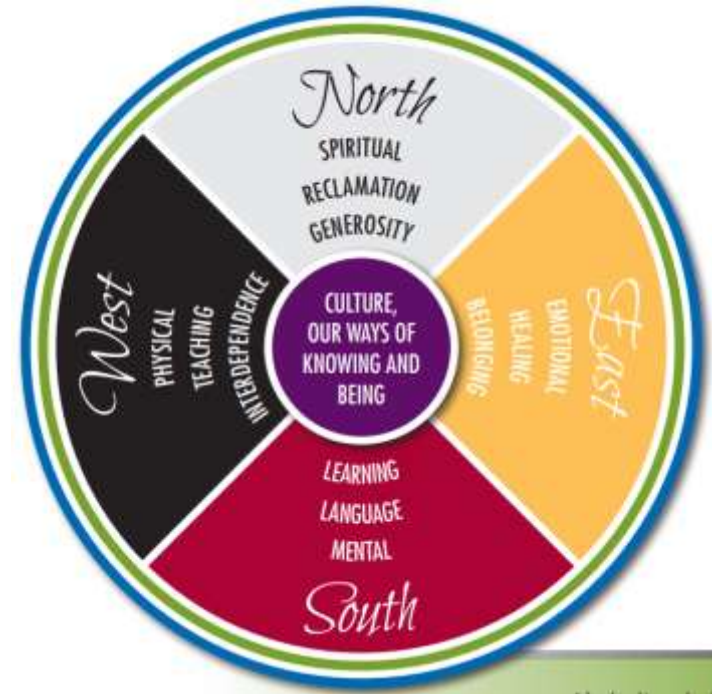 North
SPIRITUAL
RECLAMATION
GENEROSITY
West
PHYSICAL
TEACHING
INTERDEPENDENCE
CULTURE,
OUR WAYS OF
KNOWING AND
BEING
East
EMOTIONAL
HEALING
BELONGING
LEARNING
LANGUAGE
MENTAL
South